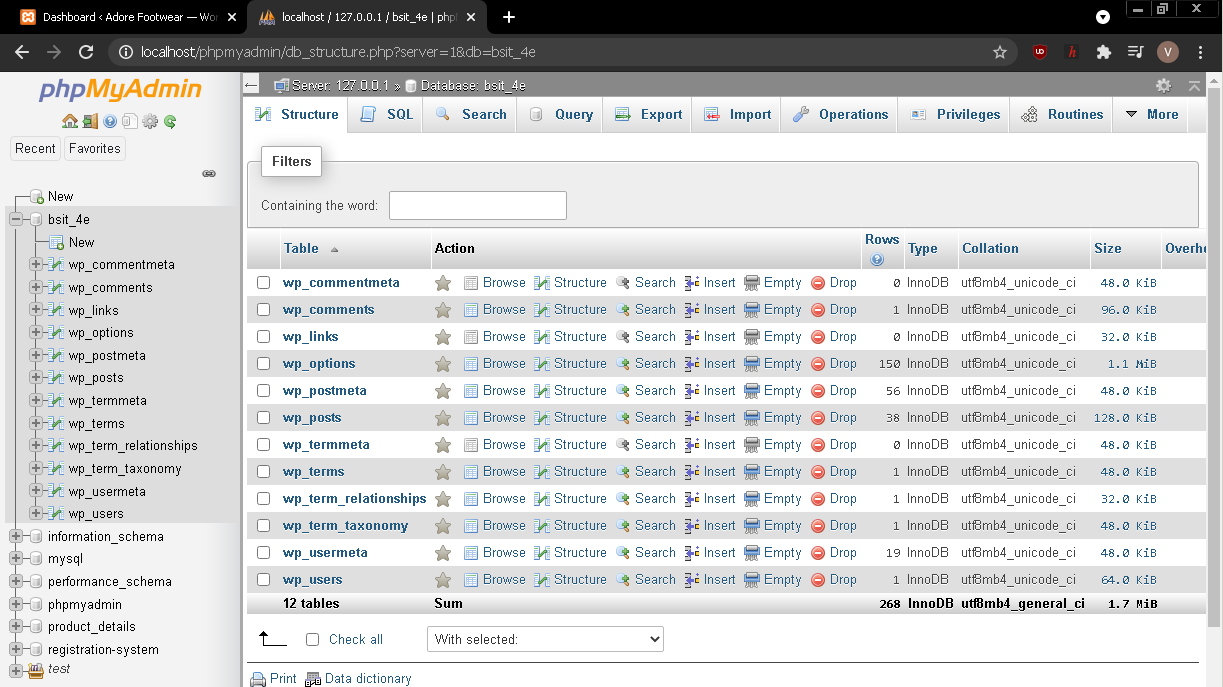 Dashboard ‹ Adore Footwear — Wor
localhost / 127.0.0.1 / bsit_4e | php
localhost/phpmyadmin/db_structure.php?server=1&db=bsit_4e
V
phpMyAdmin
Recent Favorites
New
bsit_4e
New
wp_commentmeta
wp_comments
wp_links
wp_options
wp_postmeta
wp_posts
wp_termmeta
wp_terms
wp_term_relationships
wp_term_taxonomy
wp_usermeta
wp_users
information_schema
mysql
performance_schema
phpmyadmin
product_details
registration-system
test
Server: 127.0.0.1 » Database: bsit_4e
Structure SQL Search Query Export Import Operations Privileges Routines More
Filters
Containing the word:
Table Action Rows Type Collation Size Overhe
wp_commentmeta Browse Structure Search Insert Empty Drop 0 InnoDB utf8mb4_unicode_ci 48.0 KiB
wp_comments Browse Structure Search Insert Empty Drop 1 InnoDB utf8mb4_unicode_ci 96.0 KiB
wp_links Browse Structure Search Insert Empty Drop 0 InnoDB utf8mb4_unicode_ci 32.0 KiB
wp_options Browse Structure Search Insert Empty Drop 150 InnoDB utf8mb4_unicode_ci 1.1 MiB
wp_postmeta Browse Structure Search Insert Empty Drop 56 InnoDB utf8mb4_unicode_ci 48.0 KiB
wp_posts Browse Structure Search Insert Empty Drop 38 InnoDB utf8mb4_unicode_ci 128.0 KiB
wp_termmeta Browse Structure Search Insert Empty Drop 0 InnoDB utf8mb4_unicode_ci 48.0 KiB
wp_terms Browse Structure Search Insert Empty Drop 1 InnoDB utf8mb4_unicode_ci 48.0 KiB
wp_term_relationships Browse Structure Search Insert Empty Drop 1 InnoDB utf8mb4_unicode_ci 32.0 KiB
wp_term_taxonomy Browse Structure Search Insert Empty Drop 1 InnoDB utf8mb4_unicode_ci 48.0 KiB
wp_usermeta Browse Structure Search Insert Empty Drop 19 InnoDB utf8mb4_unicode_ci 48.0 KiB
wp_users Browse Structure Search Insert Empty Drop 1 InnoDB utf8mb4_unicode_ci 64.0 KiB
12 tables Sum 268 InnoDB utf8mb4_general_ci 1.7 MiB
Check all With selected:
Print Data dictionary